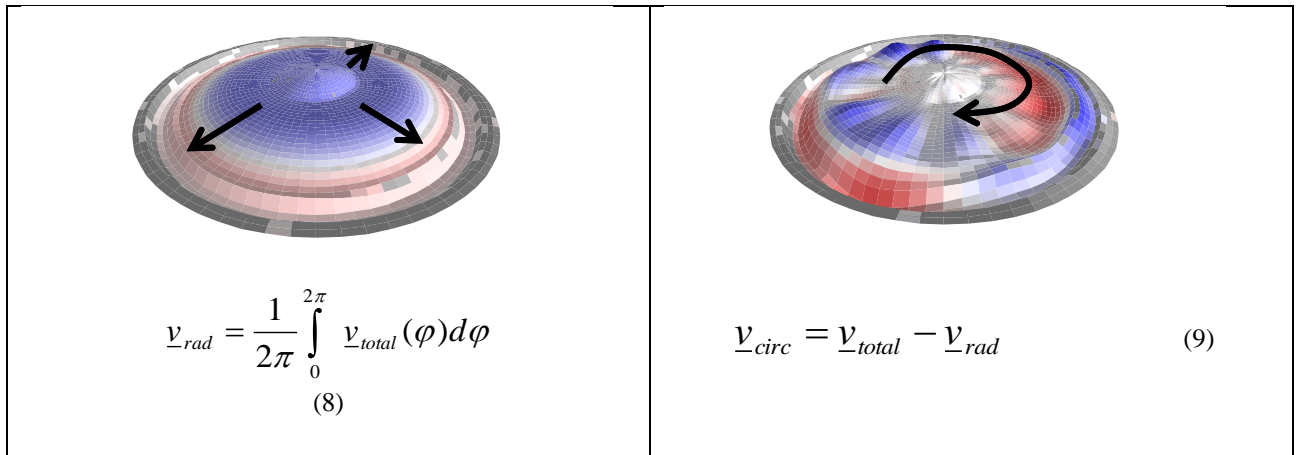 v_rad = 1/2π ∫_0^{2π} v_total(φ)dφ
(8)
v_circ = v_total − v_rad (9)